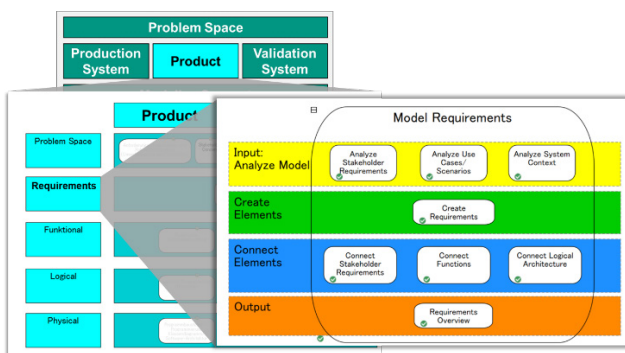 Problem Space
Production
System
Product
Validation
System
Product
Problem Space
Requirements
Funktional
Logical
Physical
Model Requirements
Input:
Analyze Model
Analyze
Stakeholder
Requirements
Analyze Use
Cases/
Scenarios
Analyze System
Context
Create
Elements
Create
Requirements
Connect
Elements
Connect
Stakeholder
Requirements
Connect
Functions
Connect Logical
Architecture
Output
Requirements
Overview